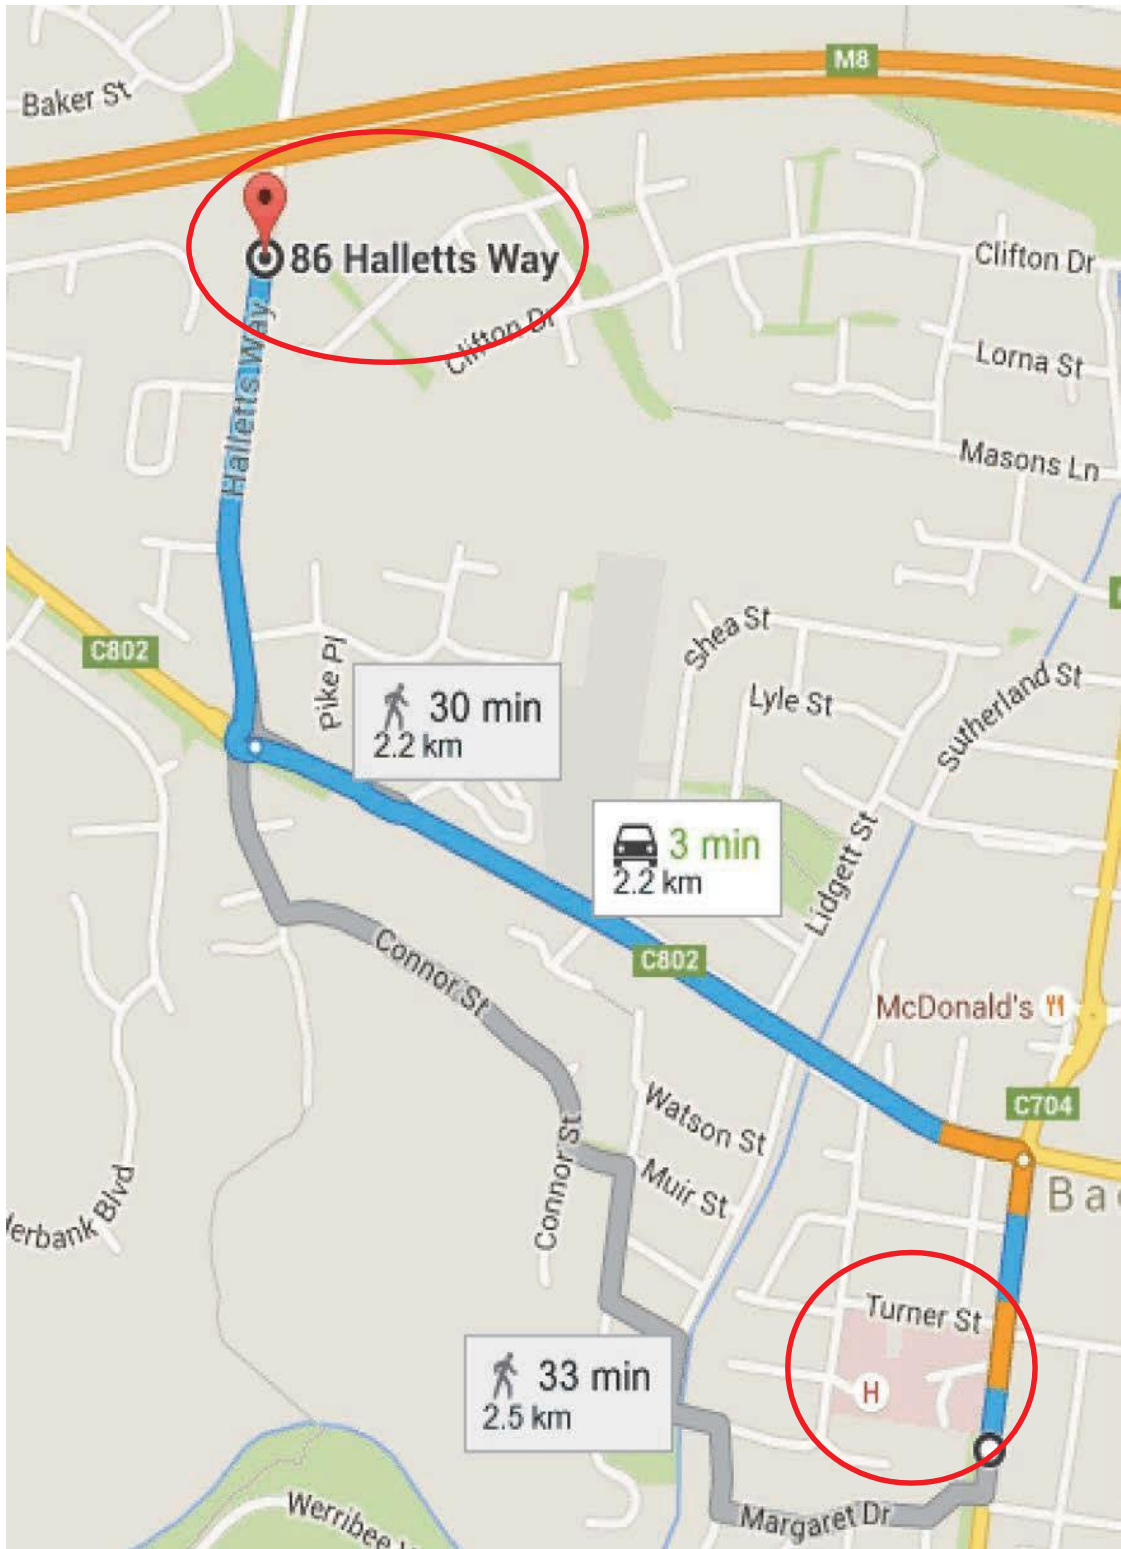 M8
Baker St
86 Halletts Way
Clifton Dr
Clifton Dr
Halletts Way
Lorna St
Masons Ln
C802
Pike Pl
Shea St
Lyle St
Sutherland St
30 min
2.2 km
3 min
2.2 km
Lidgett St
C802
Connor St
McDonald's
C704
Watson St
Connor St
Muir St
Bac
lerbank Blvd
Turner St
H
33 min
2.5 km
Margaret Dr
Werribee